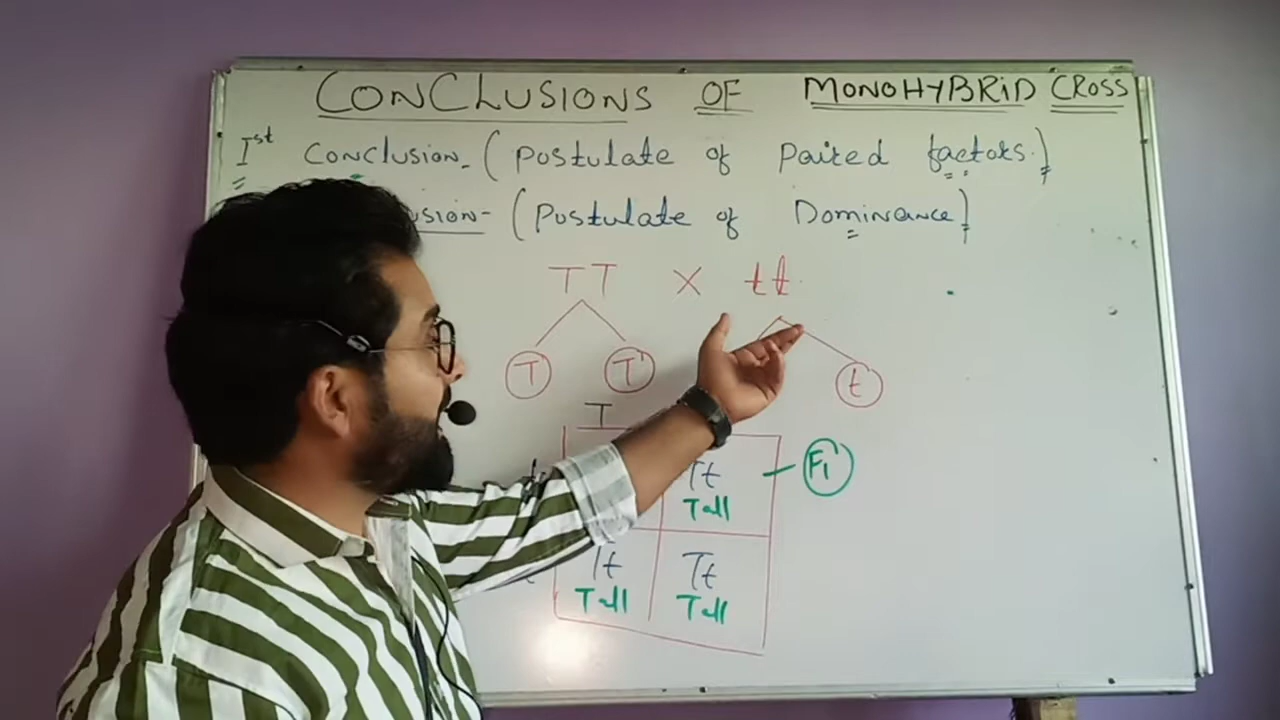 CONCLUSIONS OF MONOHYBRID CROSS
Ist Conclusion- (Postulate of Paired factors)
(Postulate of Dominance)
TT X tt
T T t
T
Tt F1
Tall
Tt Tt
Tall Tall